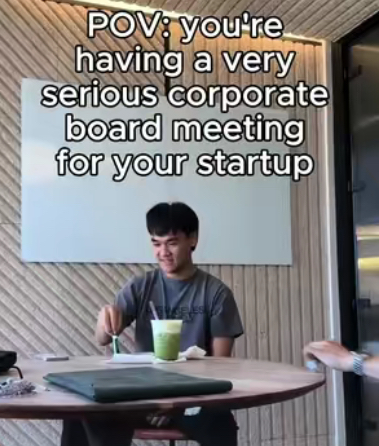 POV: you're
having a very
serious corporate
board meeting
for your startup